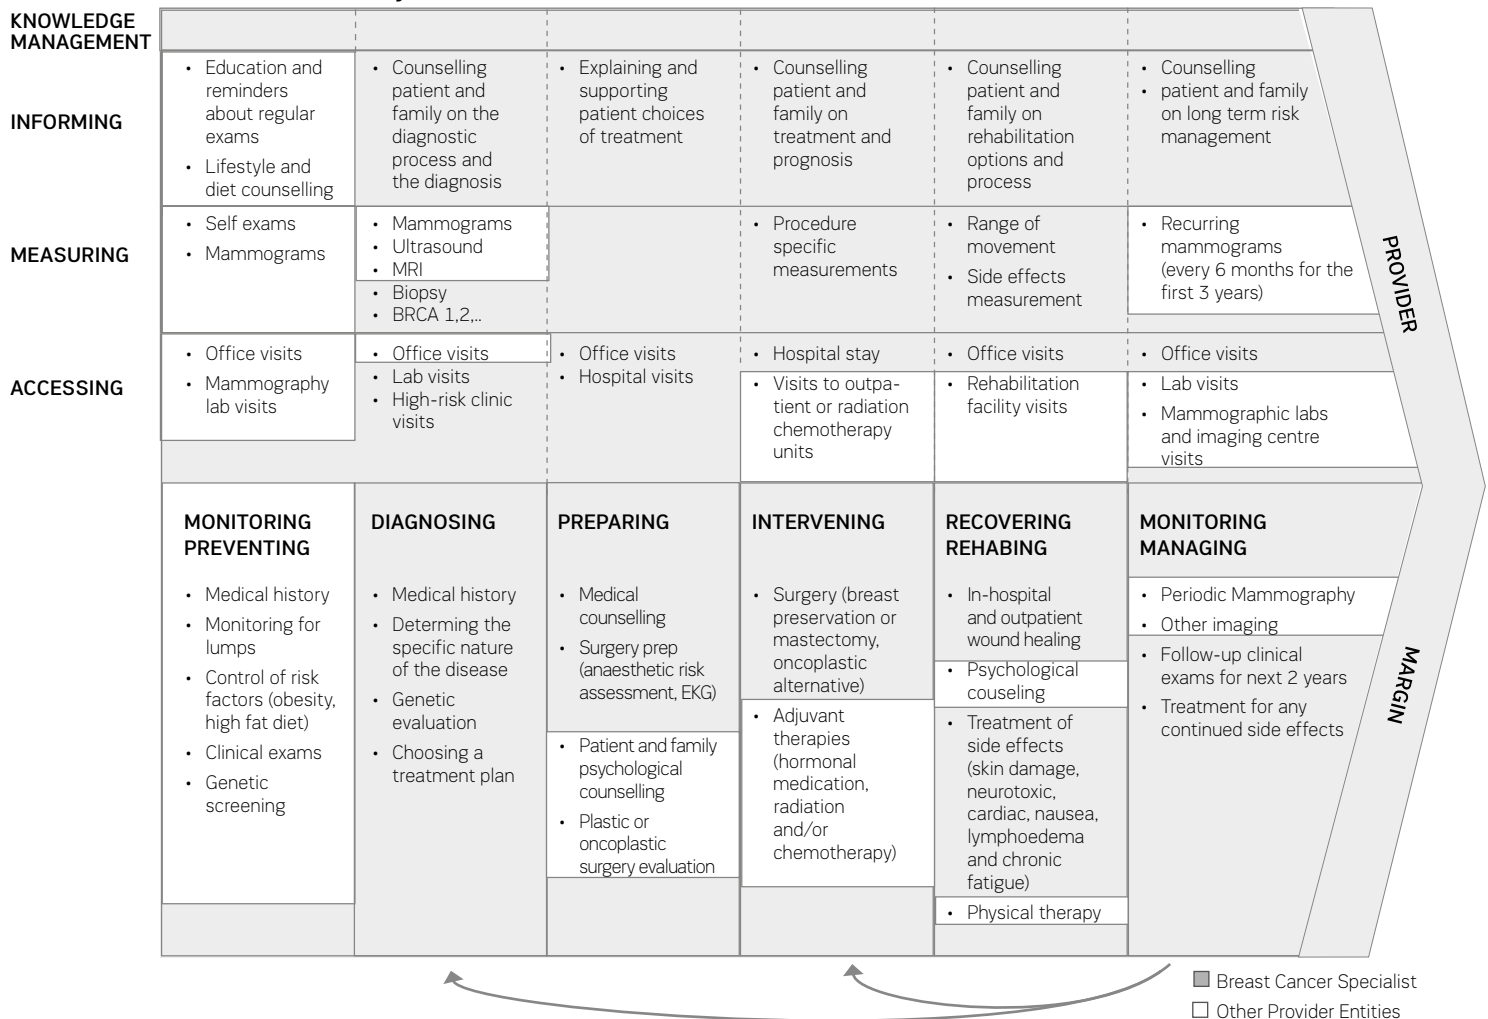 KNOWLEDGE
MANAGEMENT
INFORMING
• Education and
reminders
about regular
exams
• Lifestyle and
diet counselling
• Counselling
patient and
family on the
diagnostic
process and
the diagnosis
• Explaining and
supporting
patient choices
of treatment
• Counselling
patient and
family on
treatment and
prognosis
• Counselling
patient and
family on
rehabilitation
options and
process
• Counselling
• patient and family
on long term risk
management
MEASURING
• Self exams
• Mammograms
• Mammograms
• Ultrasound
• MRI
• Biopsy
• BRCA 1,2,..
• Procedure
specific
measurements
• Range of
movement
• Side effects
measurement
• Recurring
mammograms
(every 6 months for the
first 3 years)
ACCESSING
• Office visits
• Mammography
lab visits
• Office visits
• Lab visits
• High-risk clinic
visits
• Office visits
• Hospital visits
• Hospital stay
• Visits to outpa-
tient or radiation
chemotherapy
units
• Office visits
• Rehabilitation
facility visits
• Office visits
• Lab visits
• Mammographic labs
and imaging centre
visits
PROVIDER
MONITORING
PREVENTING
• Medical history
• Monitoring for
lumps
• Control of risk
factors (obesity,
high fat diet)
• Clinical exams
• Genetic
screening
DIAGNOSING
• Medical history
• Determing the
specific nature
of the disease
• Genetic
evaluation
• Choosing a
treatment plan
PREPARING
• Medical
counselling
• Surgery prep
(anaesthetic risk
assessment, EKG)
• Patient and family
psychological
counselling
• Plastic or
oncoplastic
surgery evaluation
INTERVENING
• Surgery (breast
preservation or
mastectomy,
oncoplastic
alternative)
• Adjuvant
therapies
(hormonal
medication,
radiation
and/or
chemotherapy)
RECOVERING
REHABING
• In-hospital
and outpatient
wound healing
• Psychological
couseling
• Treatment of
side effects
(skin damage,
neurotoxic,
cardiac, nausea,
lymphoedema
and chronic
fatigue)
• Physical therapy
MONITORING
MANAGING
• Periodic Mammography
• Other imaging
• Follow-up clinical
exams for next 2 years
• Treatment for any
continued side effects
MARGIN
Breast Cancer Specialist
Other Provider Entities